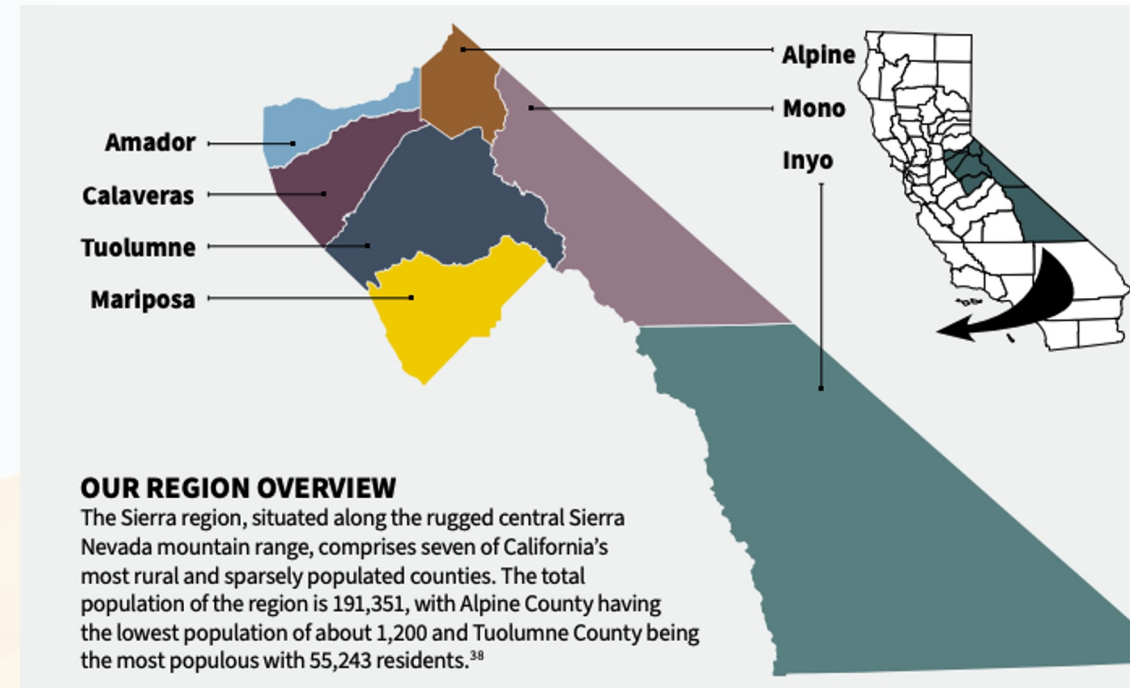 Alpine
Mono
Inyo
Amador
Calaveras
Tuolumne
Mariposa
OUR REGION OVERVIEW
The Sierra region, situated along the rugged central Sierra
Nevada mountain range, comprises seven of California’s
most rural and sparsely populated counties. The total
population of the region is 191,351, with Alpine County having
the lowest population of about 1,200 and Tuolumne County being
the most populous with 55,243 residents.³⁸